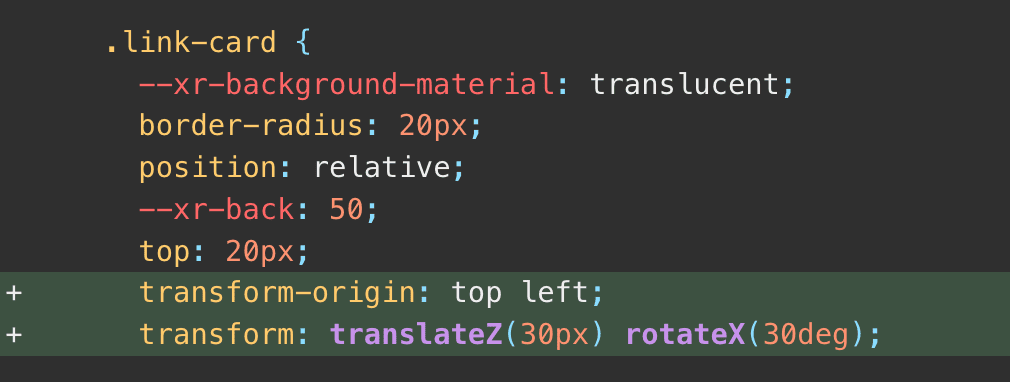 .link-card {
--xr-background-material: translucent;
border-radius: 20px;
position: relative;
--xr-back: 50;
top: 20px;
+ transform-origin: top left;
+ transform: translateZ(30px) rotateX(30deg);